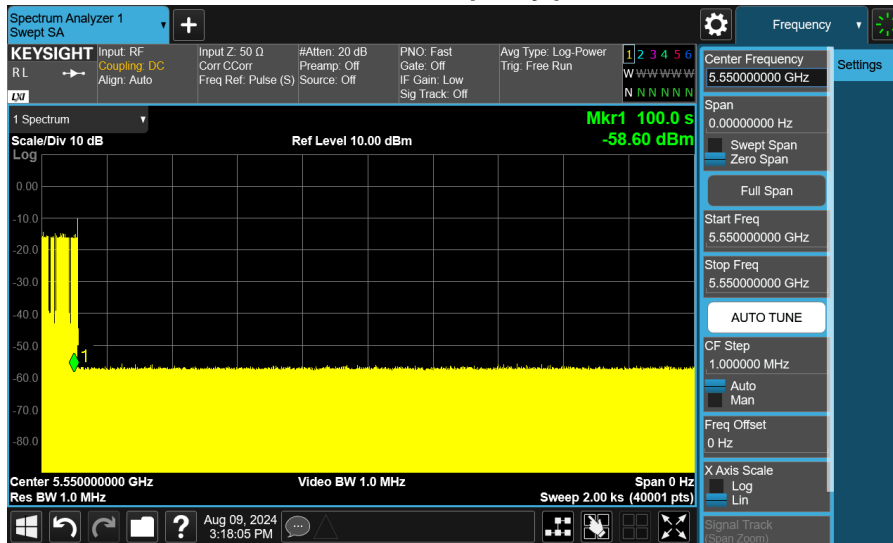 Spectrum Analyzer 1
Swept SA
Frequency
KEYSIGHT
R L
LXI
Input: RF
Coupling: DC
Align: Auto
Input Z: 50 Ω
Corr CCorr
Freq Ref: Pulse (S)
#Atten: 20 dB
Preamp: Off
Source: Off
PNO: Fast
Gate: Off
IF Gain: Low
Sig Track: Off
Avg Type: Log-Power
Trig: Free Run
1 2 3 4 5 6
W W W W W W
N N N N N N
Center Frequency
5.550000000 GHz
Settings
1 Spectrum
Mkr1 100.0 s
-58.60 dBm
Scale/Div 10 dB
Ref Level 10.00 dBm
Log
0.00
-10.0
-20.0
-30.0
-40.0
-50.0
-60.0
-70.0
-80.0
1
Center 5.550000000 GHz
Video BW 1.0 MHz
Span 0 Hz
Res BW 1.0 MHz
Sweep 2.00 ks (40001 pts)
Span
0.00000000 Hz
Swept Span
Zero Span
Full Span
Start Freq
5.550000000 GHz
Stop Freq
5.550000000 GHz
AUTO TUNE
CF Step
1.000000 MHz
Auto
Man
Freq Offset
0 Hz
X Axis Scale
Log
Lin
Signal Track
(Span Zoom)
?
Aug 09, 2024
3:18:05 PM